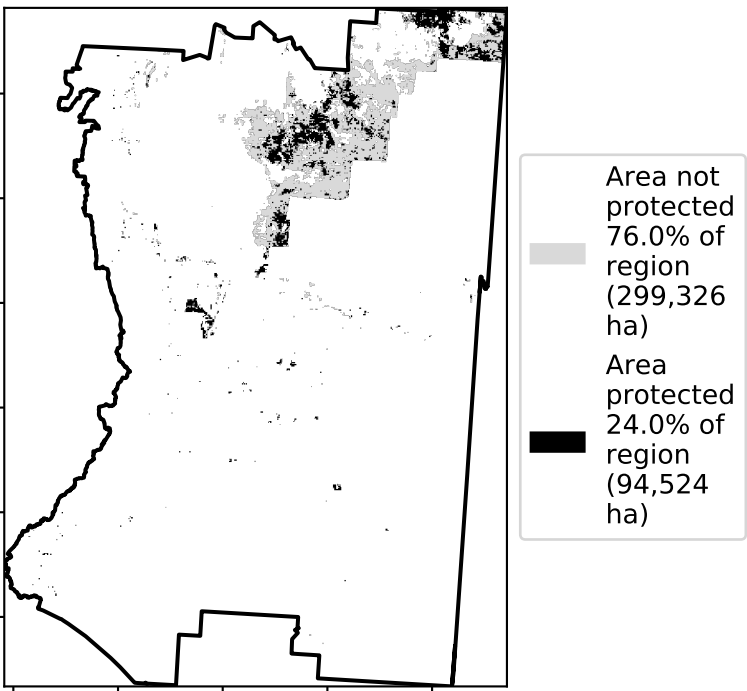 Area not
protected
76.0% of
region
(299,326
ha)
Area
protected
24.0% of
region
(94,524
ha)